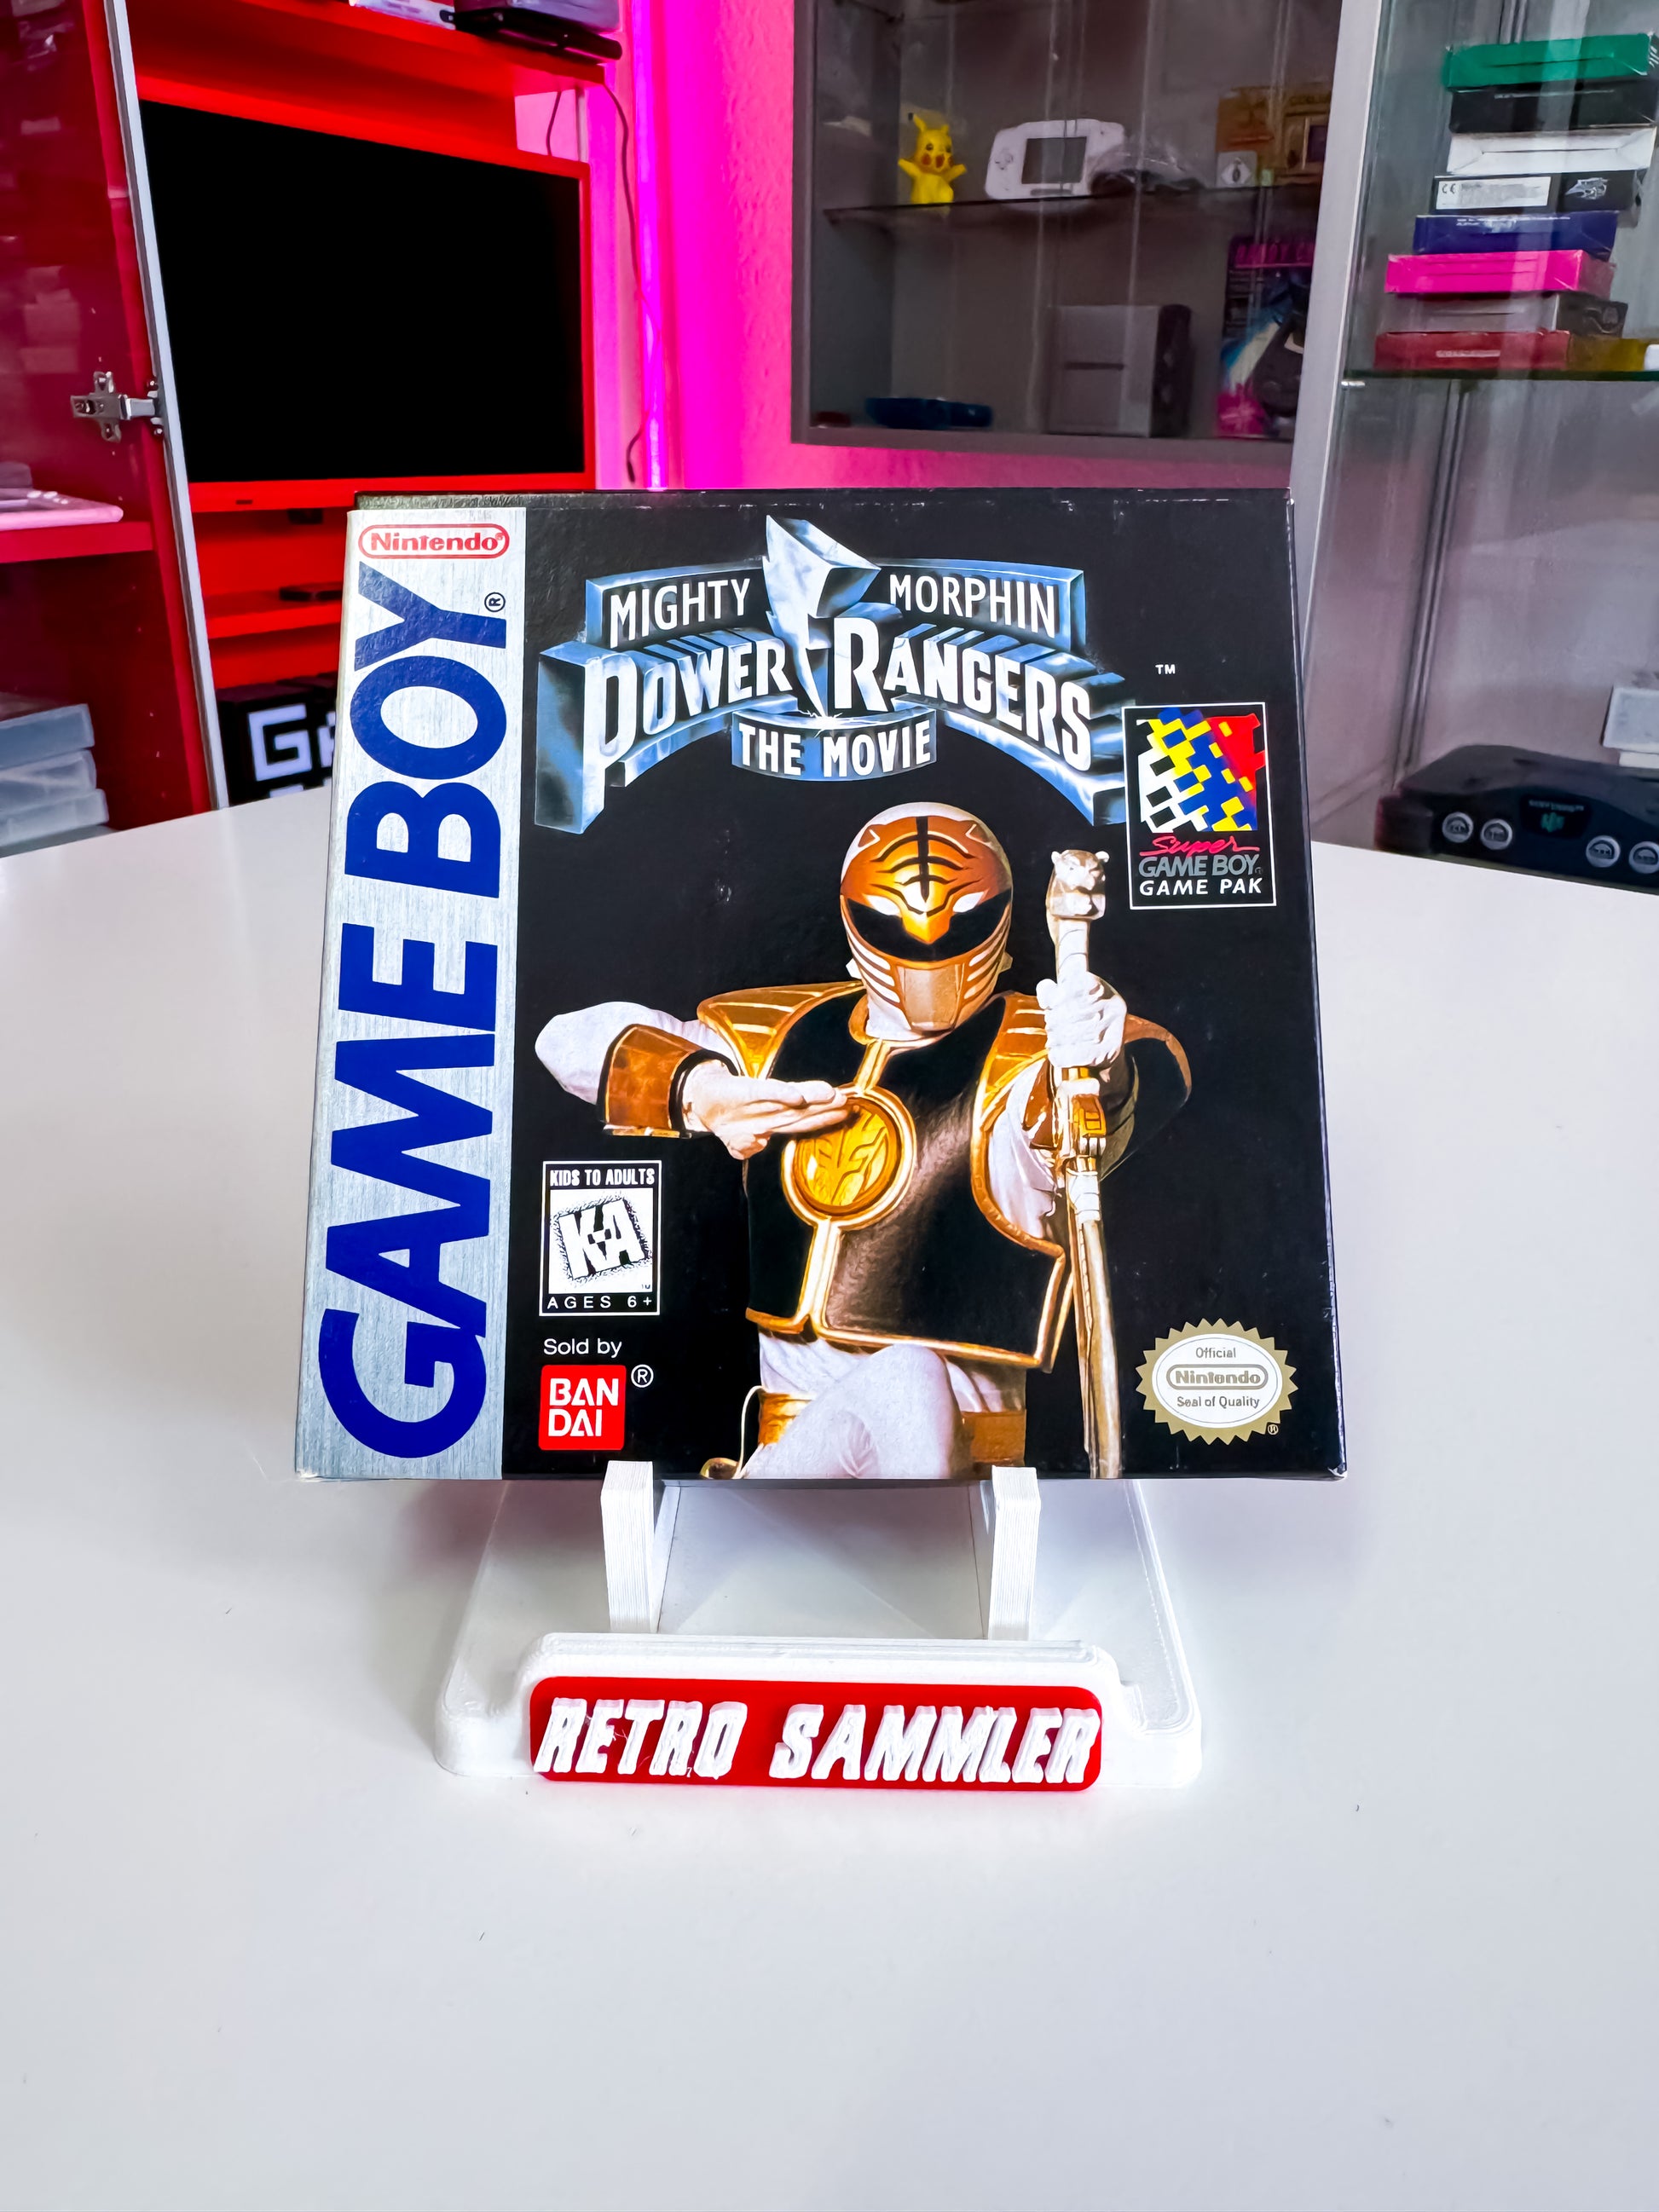 Nintendo®
GAME BOY®
MIGHTY MORPHIN
POWER RANGERS
THE MOVIE
™
Super
GAME BOY®
GAME PAK
KIDS TO ADULTS
K-A
™
AGES 6+
Sold by
BAN
DAI
®
Official
Nintendo
Seal of Quality
®
RETRO SAMMLER